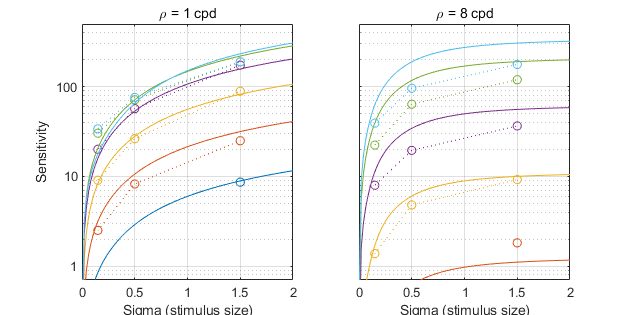 ρ = 1 cpd
ρ = 8 cpd
Sensitivity
100
10
1
0 0.5 1 1.5 2
0 0.5 1 1.5 2
Sigma (stimulus size)
Sigma (stimulus size)